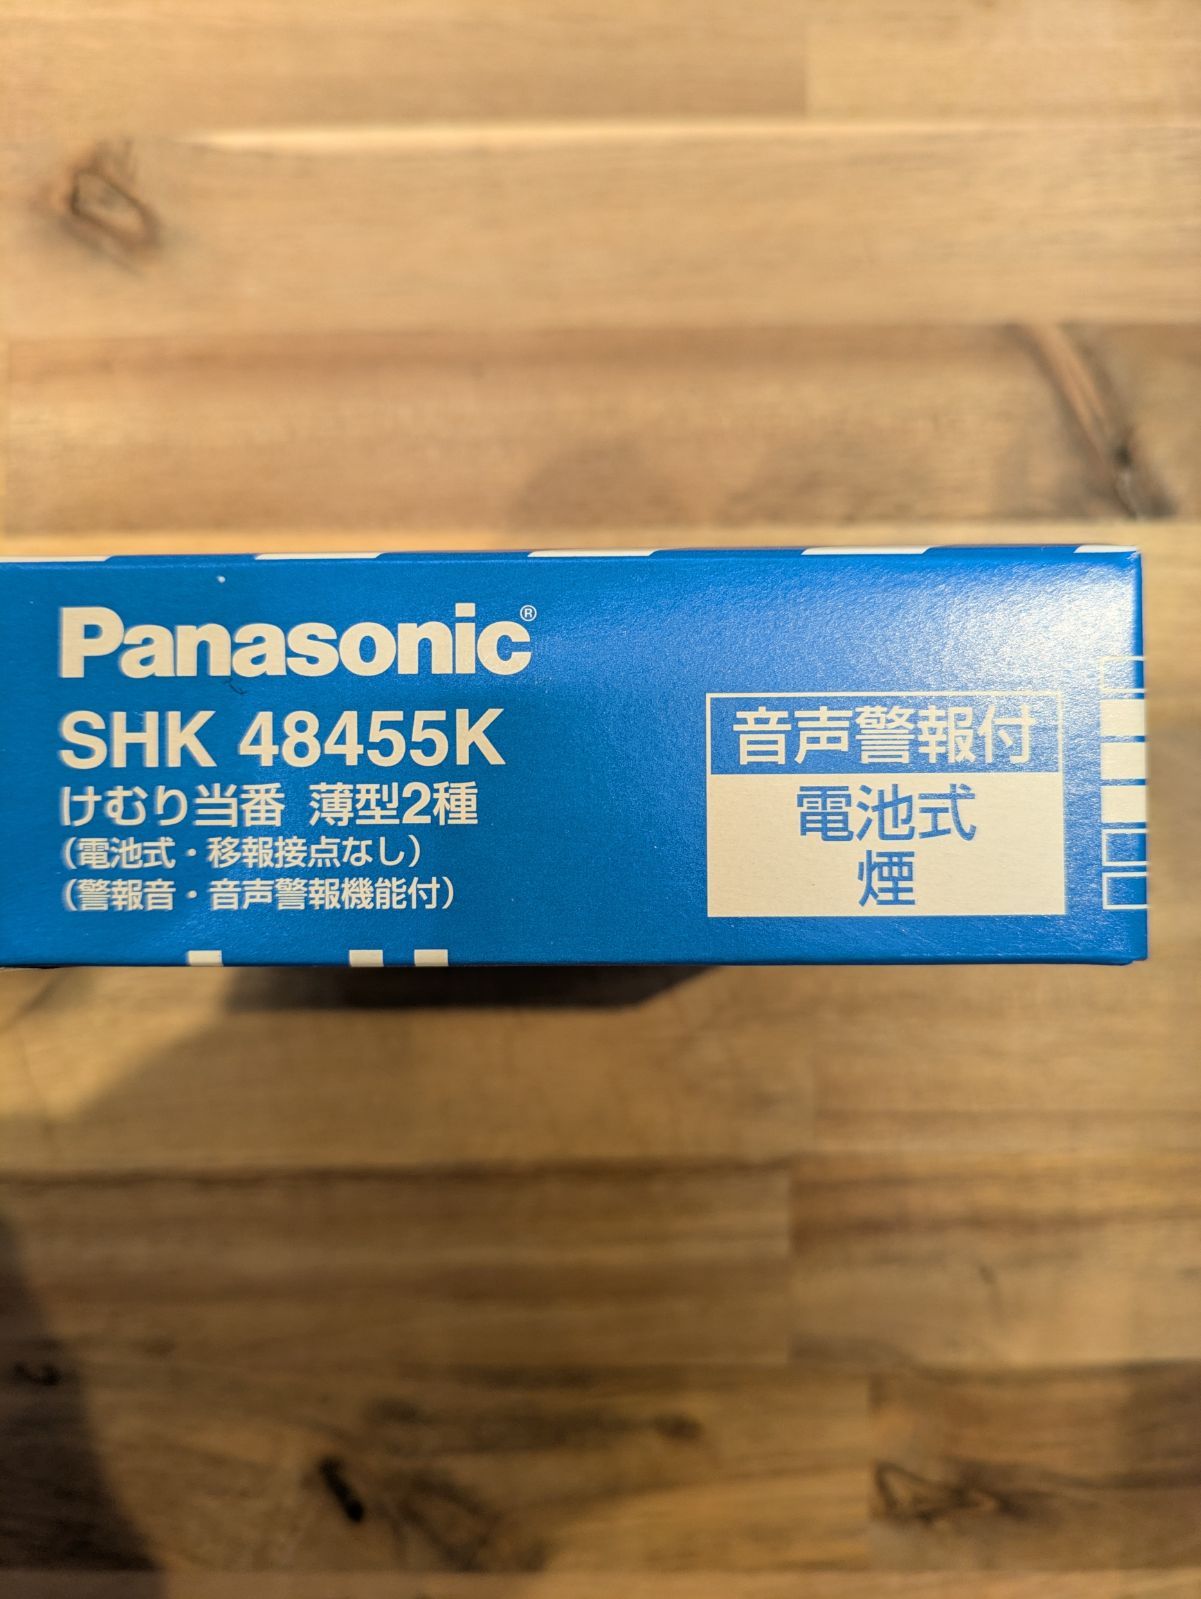 Panasonic®
SHK 48455K
けむり当番 薄型2種
(電池式・移報接点なし)
(警報音・音声警報機能付)
音声警報付
電池式
煙